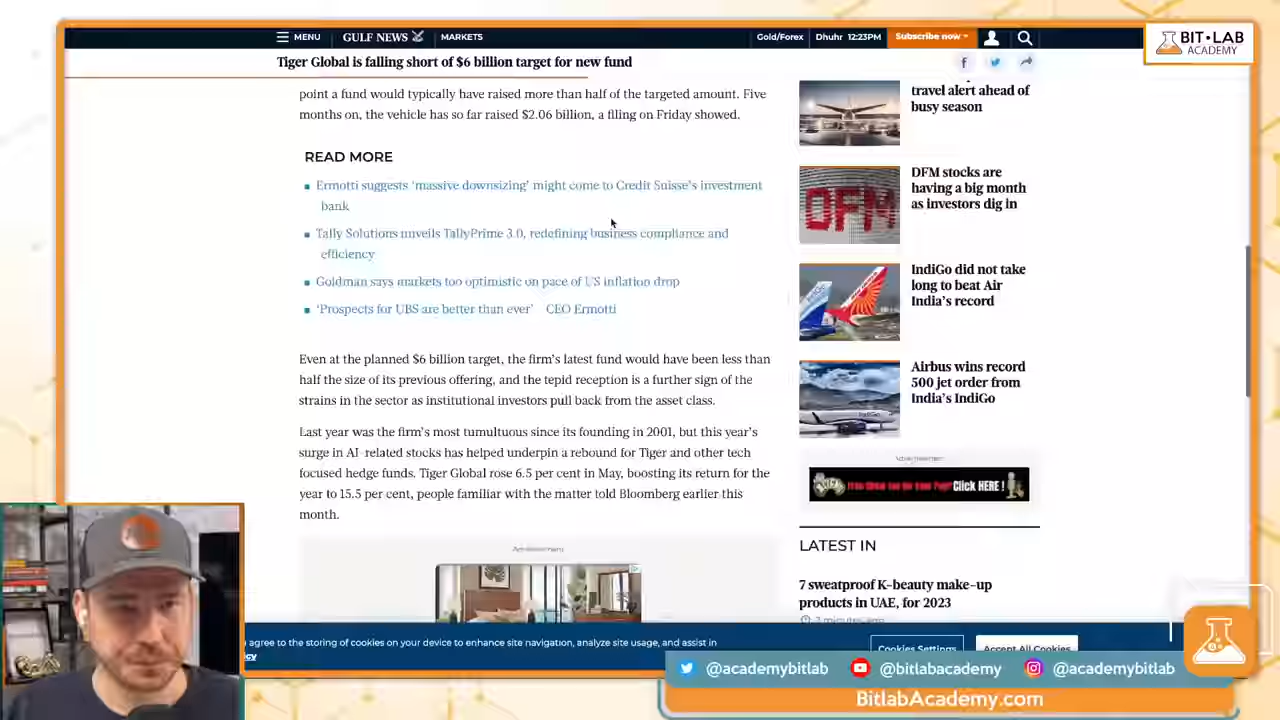 MENU
GULF NEWS
MARKETS
Gold/Forex
Dhuhr 12:23PM
Subscribe now
BIT LAB
ACADEMY
Tiger Global is falling short of $6 billion target for new fund
point a fund would typically have raised more than half of the targeted amount. Five
months on, the vehicle has so far raised $2.06 billion, a filing on Friday showed.
READ MORE
Ermotti suggests ‘massive downsizing’ might come to Credit Suisse’s investment
bank
Tally Solutions unveils TallyPrime 3.0, redefining business compliance and
efficiency
Goldman says markets too optimistic on pace of US inflation drop
‘Prospects for UBS are better than ever’ CEO Ermotti
Even at the planned $6 billion target, the firm’s latest fund would have been less than
half the size of its previous offering, and the tepid reception is a further sign of the
strains in the sector as institutional investors pull back from the asset class.
Last year was the firm’s most tumultuous since its founding in 2001, but this year’s
surge in AI-related stocks has helped underpin a rebound for Tiger and other tech
focused hedge funds. Tiger Global rose 6.5 per cent in May, boosting its return for the
year to 15.5 per cent, people familiar with the matter told Bloomberg earlier this
month.
Advertisement
travel alert ahead of
busy season
DFM
DFM stocks are
having a big month
as investors dig in
IndiGo did not take
long to beat Air
India’s record
Airbus wins record
500 jet order from
India’s IndiGo
Advertisement
Click HERE !
LATEST IN
7 sweatproof K-beauty make-up
products in UAE, for 2023
3 minutes ago
agree to the storing of cookies on your device to enhance site navigation, analyze site usage, and assist in
cy
Cookies Settings
Accept All Cookies
@academybitlab
@bitlabacademy
@academybitlab
BitlabAcademy.com